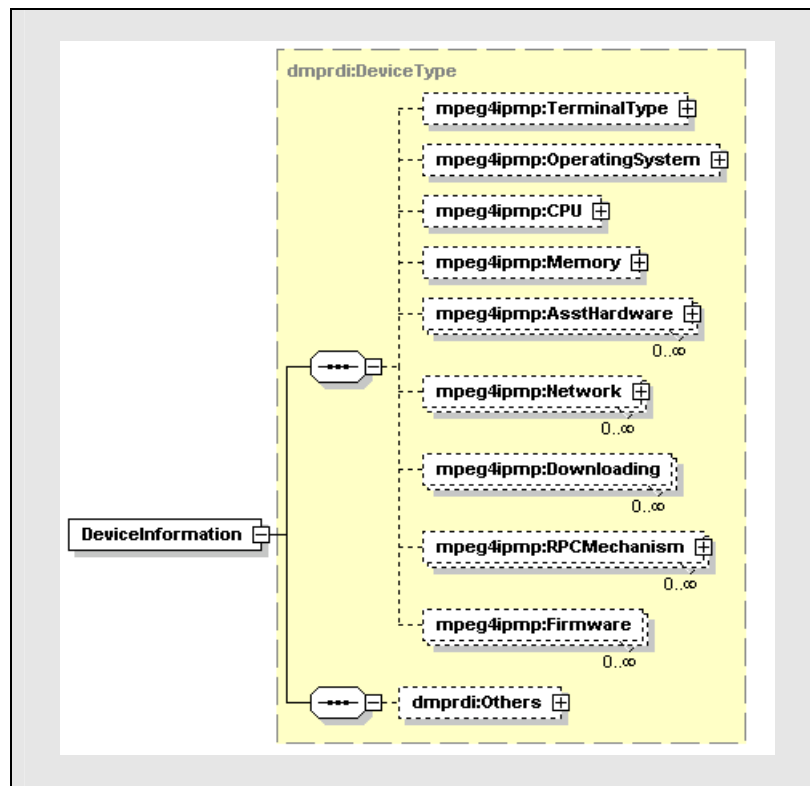 dmprdi:DeviceType
mpeg4ipmp:TerminalType
mpeg4ipmp:OperatingSystem
mpeg4ipmp:CPU
mpeg4ipmp:Memory
mpeg4ipmp:AsstHardware
0..∞
mpeg4ipmp:Network
0..∞
mpeg4ipmp:Downloading
0..∞
DeviceInformation
mpeg4ipmp:RPCMechanism
0..∞
mpeg4ipmp:Firmware
0..∞
dmprdi:Others